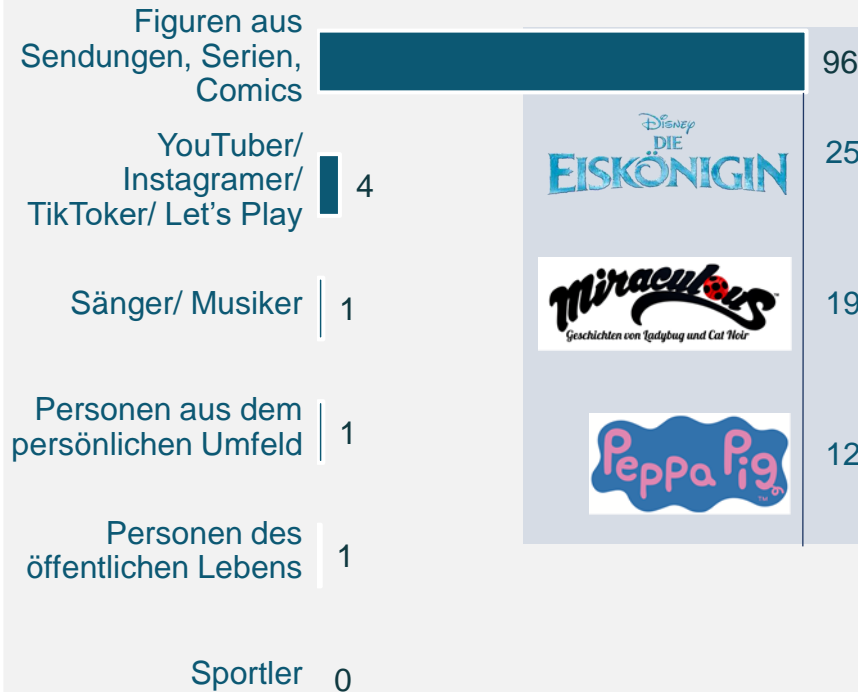 Figuren aus
Sendungen, Serien,
Comics
96
YouTuber/
Instagramer/
TikToker/ Let's Play
4
Disney
DIE
EISKÖNIGIN
25
Sänger/ Musiker
1
Miraculous
Geschichten von Ladybug und Cat Noir
19
Personen aus dem
persönlichen Umfeld
1
Peppa Pig
TM
12
Personen des
öffentlichen Lebens
1
Sportler
0